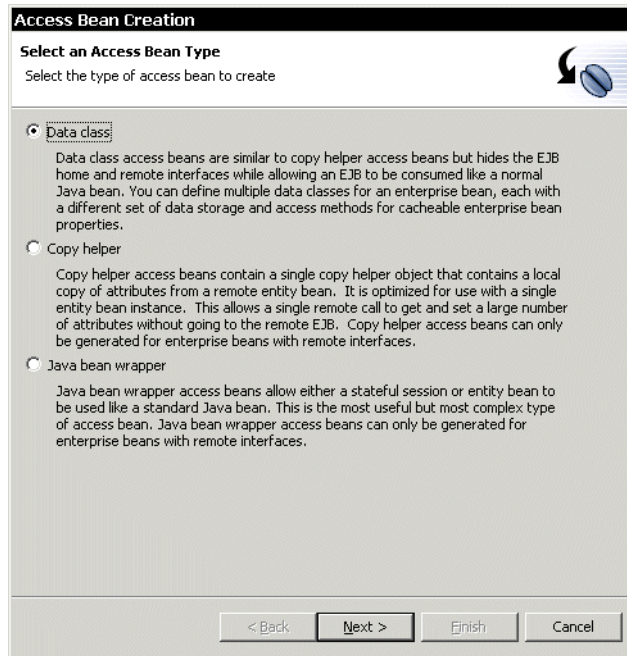 Access Bean Creation
Select an Access Bean Type
Select the type of access bean to create
Data class
Data class access beans are similar to copy helper access beans but hides the EJB
home and remote interfaces while allowing an EJB to be consumed like a normal
Java bean. You can define multiple data classes for an enterprise bean, each with
a different set of data storage and access methods for cacheable enterprise bean
properties.
Copy helper
Copy helper access beans contain a single copy helper object that contains a local
copy of attributes from a remote entity bean.  It is optimized for use with a single
entity bean instance.  This allows a single remote call to get and set a large number
of attributes without going to the remote EJB.  Copy helper access beans can only
be generated for enterprise beans with remote interfaces.
Java bean wrapper
Java bean wrapper access beans allow either a stateful session or entity bean to
be used like a standard Java bean. This is the most useful but most complex type
of access bean. Java bean wrapper access beans can only be generated for
enterprise beans with remote interfaces.
< Back Next > Finish Cancel